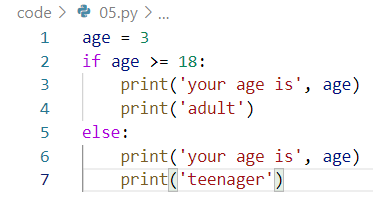 code > 05.py > ...
1 age = 3
2 if age >= 18:
3     print('your age is', age)
4     print('adult')
5 else:
6     print('your age is', age)
7     print('teenager')